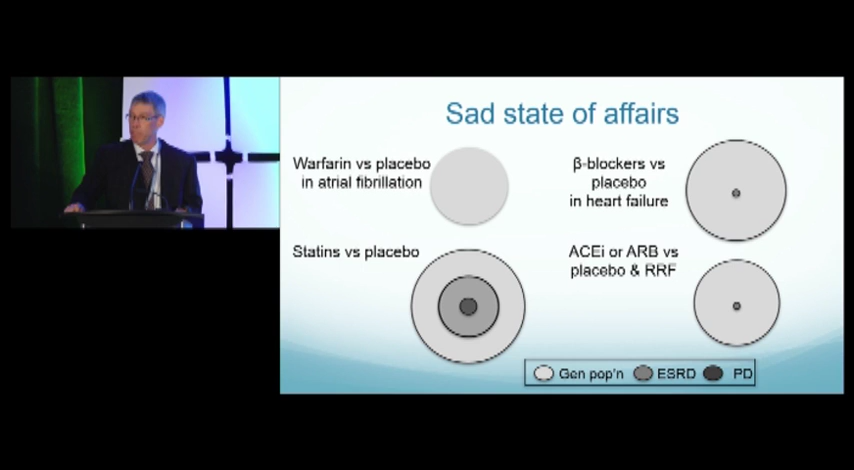 Sad state of affairs
Warfarin vs placebo
in atrial fibrillation
β-blockers vs
placebo
in heart failure
Statins vs placebo
ACEi or ARB vs
placebo & RRF
Gen pop'n ESRD PD